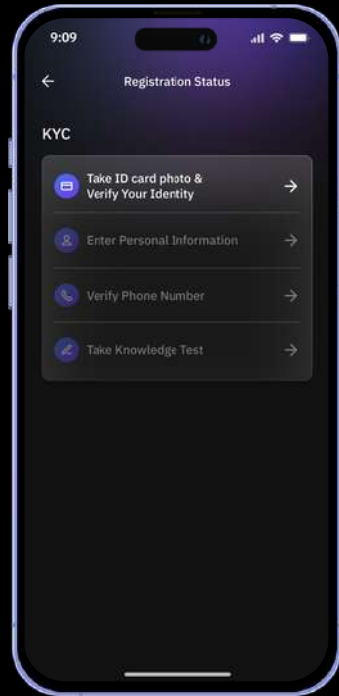 9:09
Registration Status
KYC
Take ID card photo &
Verify Your Identity
Enter Personal Information
Verify Phone Number
Take Knowledge Test